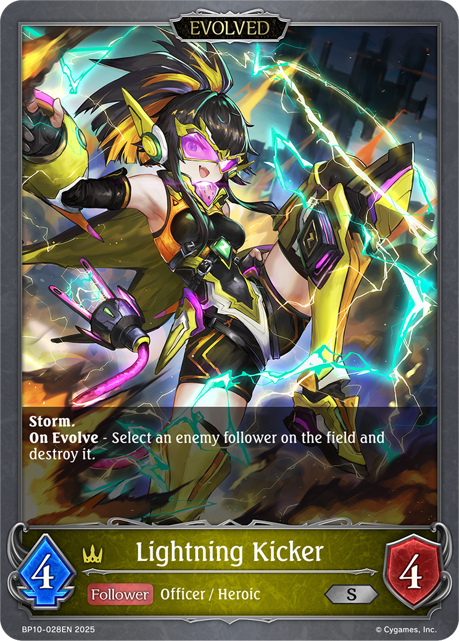 EVOLVED
Storm.
On Evolve - Select an enemy follower on the field and
destroy it.
Lightning Kicker
4
4
Follower Officer / Heroic
S
BP10-028EN 2025
© Cygames, Inc.